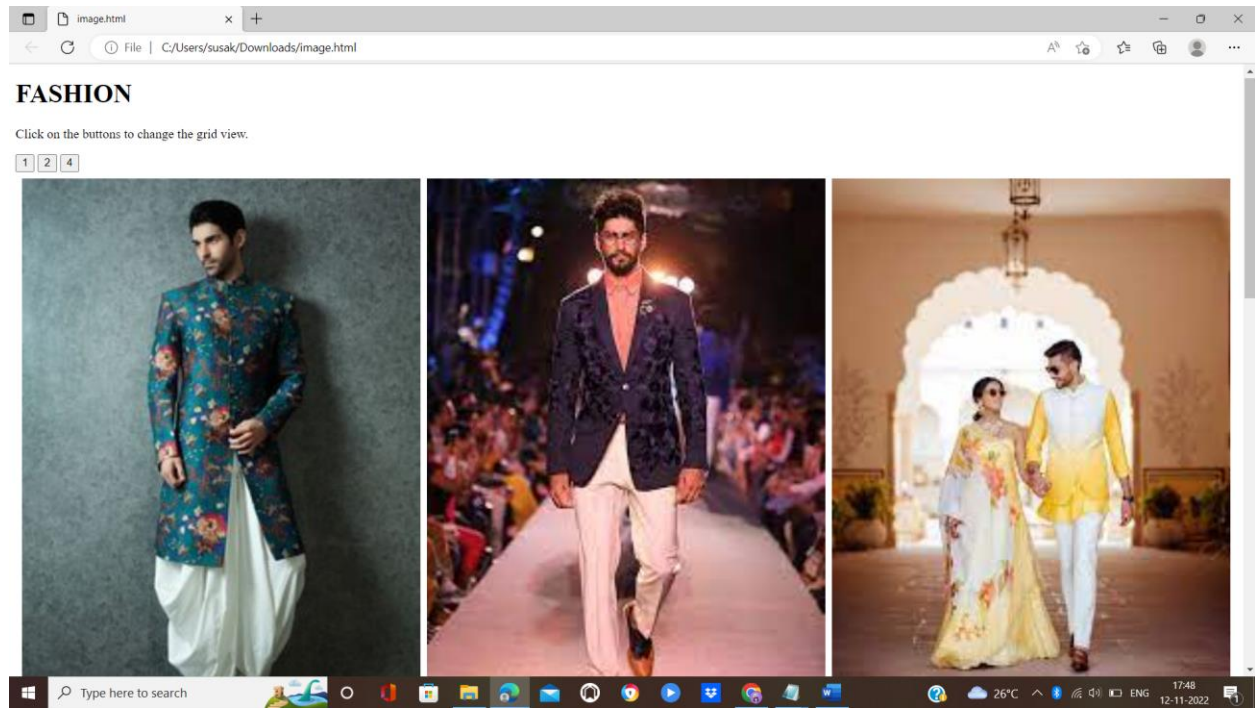 image.html
File | C:/Users/susak/Downloads/image.html
FASHION
Click on the buttons to change the grid view.
1 2 4
Type here to search
26°C
ENG
17:48
12-11-2022